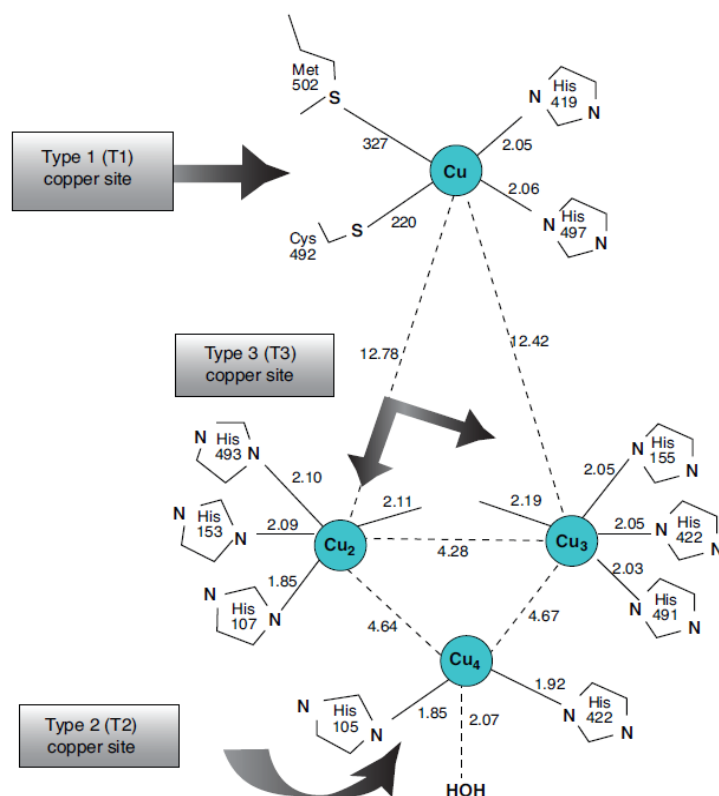 Met
502
S
327
N
His
419
N
2.05
Type 1 (T1)
copper site
Cu
2.06
Cys
492
S
220
N
His
497
N
12.78
12.42
Type 3 (T3)
copper site
N
His
493
N
2.10
2.11
2.19
2.05
His
155
N
N
N
His
153
N
2.09
Cu2
4.28
Cu3
2.05
N
His
422
N
N
His
107
N
1.85
2.03
N
His
491
N
4.64
4.67
Cu4
N
His
105
N
1.85
2.07
1.92
N
His
422
N
Type 2 (T2)
copper site
HOH